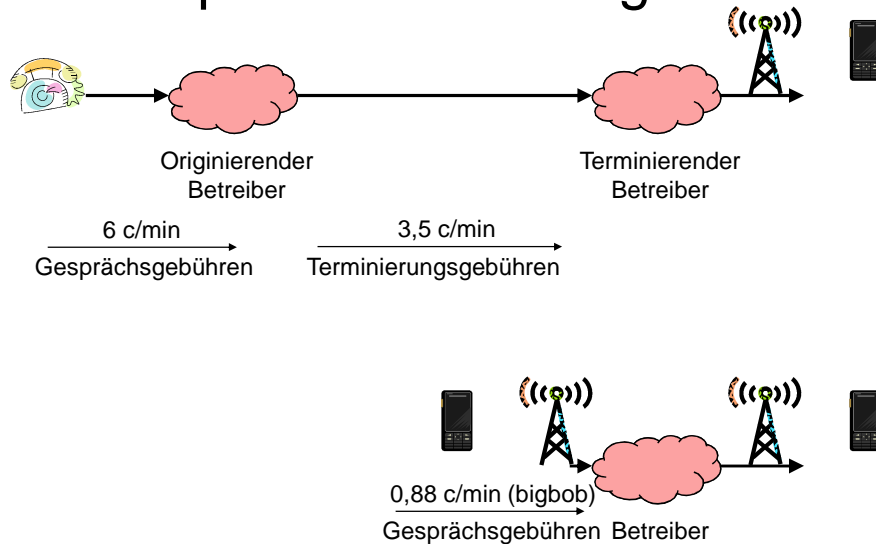 Originierender
Betreiber
Terminierender
Betreiber
6 c/min
Gesprächsgebühren
3,5 c/min
Terminierungsgebühren
0,88 c/min (bigbob)
Gesprächsgebühren Betreiber